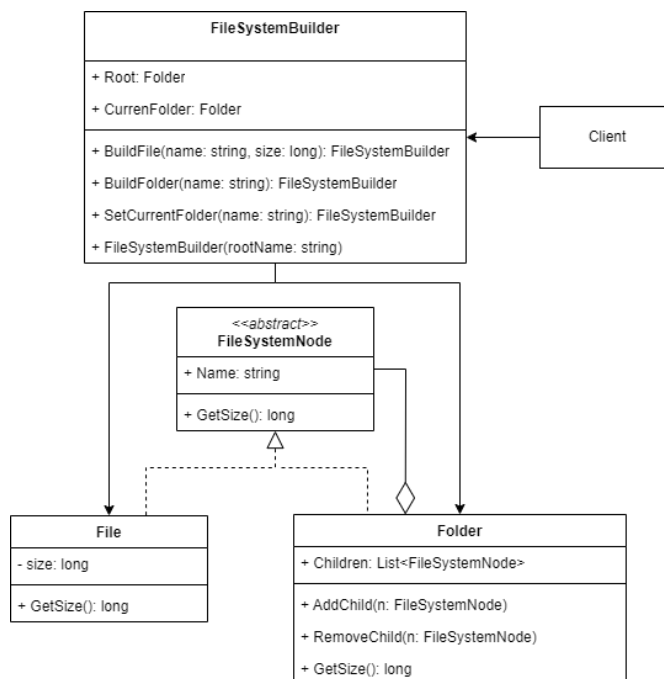 FileSystemBuilder
+ Root: Folder
+ CurrenFolder: Folder
+ BuildFile(name: string, size: long): FileSystemBuilder
+ BuildFolder(name: string): FileSystemBuilder
+ SetCurrentFolder(name: string): FileSystemBuilder
+ FileSystemBuilder(rootName: string)
Client
<<abstract>>
FileSystemNode
+ Name: string
+ GetSize(): long
File
- size: long
+ GetSize(): long
Folder
+ Children: List<FileSystemNode>
+ AddChild(n: FileSystemNode)
+ RemoveChild(n: FileSystemNode)
+ GetSize(): long